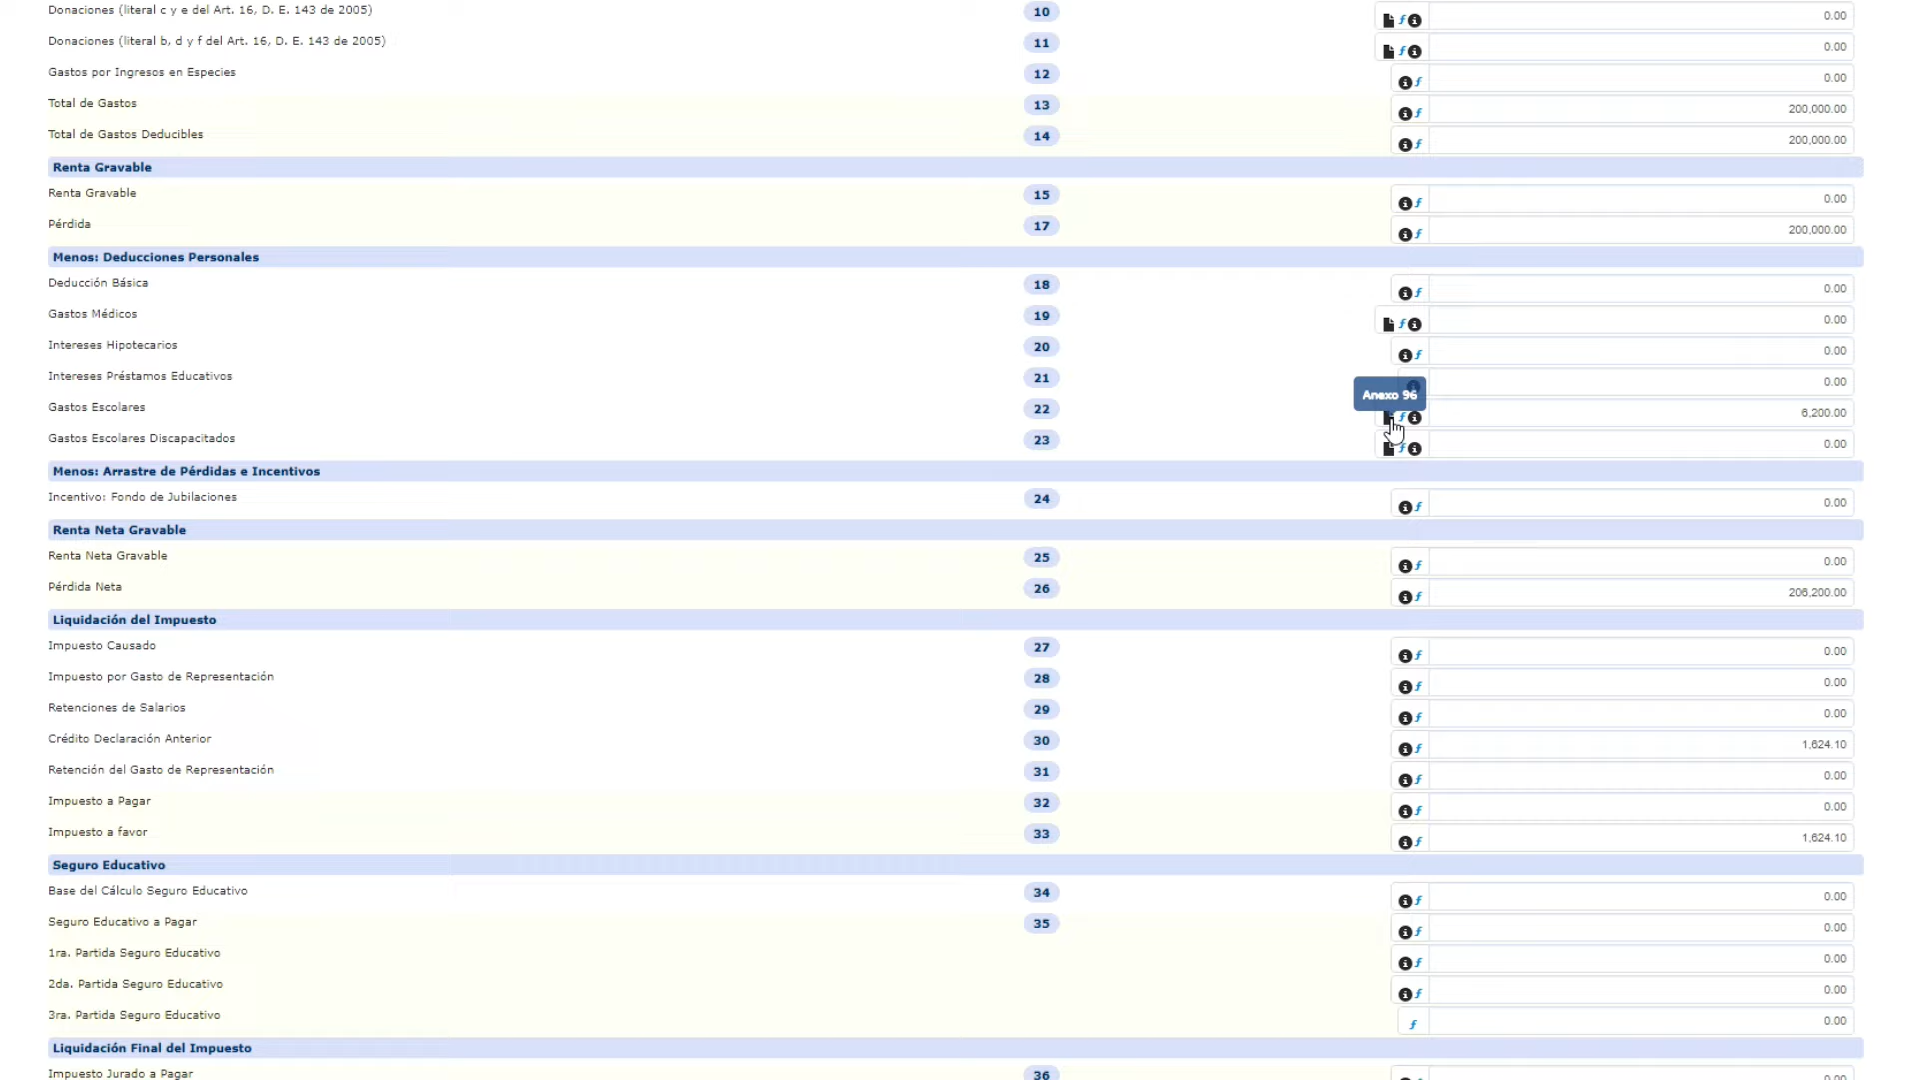 Donaciones (literal c y e del Art. 16, D. E. 143 de 2005) 10 0.00
Donaciones (literal b, d y f del Art. 16, D. E. 143 de 2005) 11 0.00
Gastos por Ingresos en Especies 12 0.00
Total de Gastos 13 200,000.00
Total de Gastos Deducibles 14 200,000.00
Renta Gravable
Renta Gravable 15 0.00
Pérdida 17 200,000.00
Menos: Deducciones Personales
Deducción Básica 18 0.00
Gastos Médicos 19 0.00
Intereses Hipotecarios 20 0.00
Intereses Préstamos Educativos 21 0.00
Anexo 96
Gastos Escolares 22 6,200.00
Gastos Escolares Discapacitados 23 0.00
Menos: Arrastre de Pérdidas e Incentivos
Incentivo: Fondo de Jubilaciones 24 0.00
Renta Neta Gravable
Renta Neta Gravable 25 0.00
Pérdida Neta 26 206,200.00
Liquidación del Impuesto
Impuesto Causado 27 0.00
Impuesto por Gasto de Representación 28 0.00
Retenciones de Salarios 29 0.00
Crédito Declaración Anterior 30 1,624.10
Retención del Gasto de Representación 31 0.00
Impuesto a Pagar 32 0.00
Impuesto a favor 33 1,624.10
Seguro Educativo
Base del Cálculo Seguro Educativo 34 0.00
Seguro Educativo a Pagar 35 0.00
1ra. Partida Seguro Educativo 0.00
2da. Partida Seguro Educativo 0.00
3ra. Partida Seguro Educativo 0.00
Liquidación Final del Impuesto
Impuesto Jurado a Pagar 36 0.00